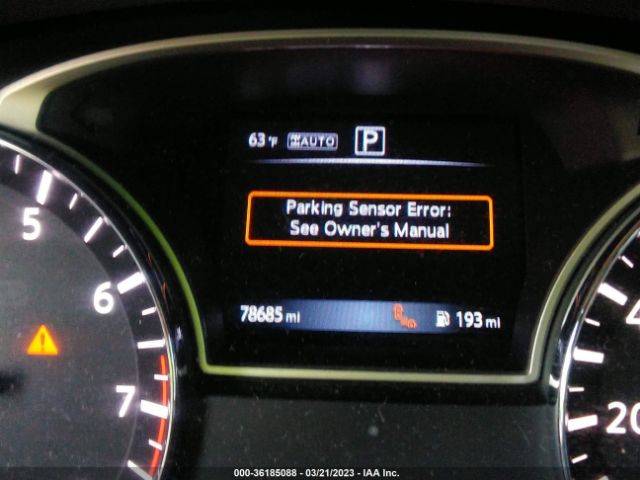 63°F AUTO P
Parking Sensor Error:
See Owner's Manual
78685 mi 193 mi
5
6
7
20
000-36185088 - 03/21/2023 - IAA Inc.